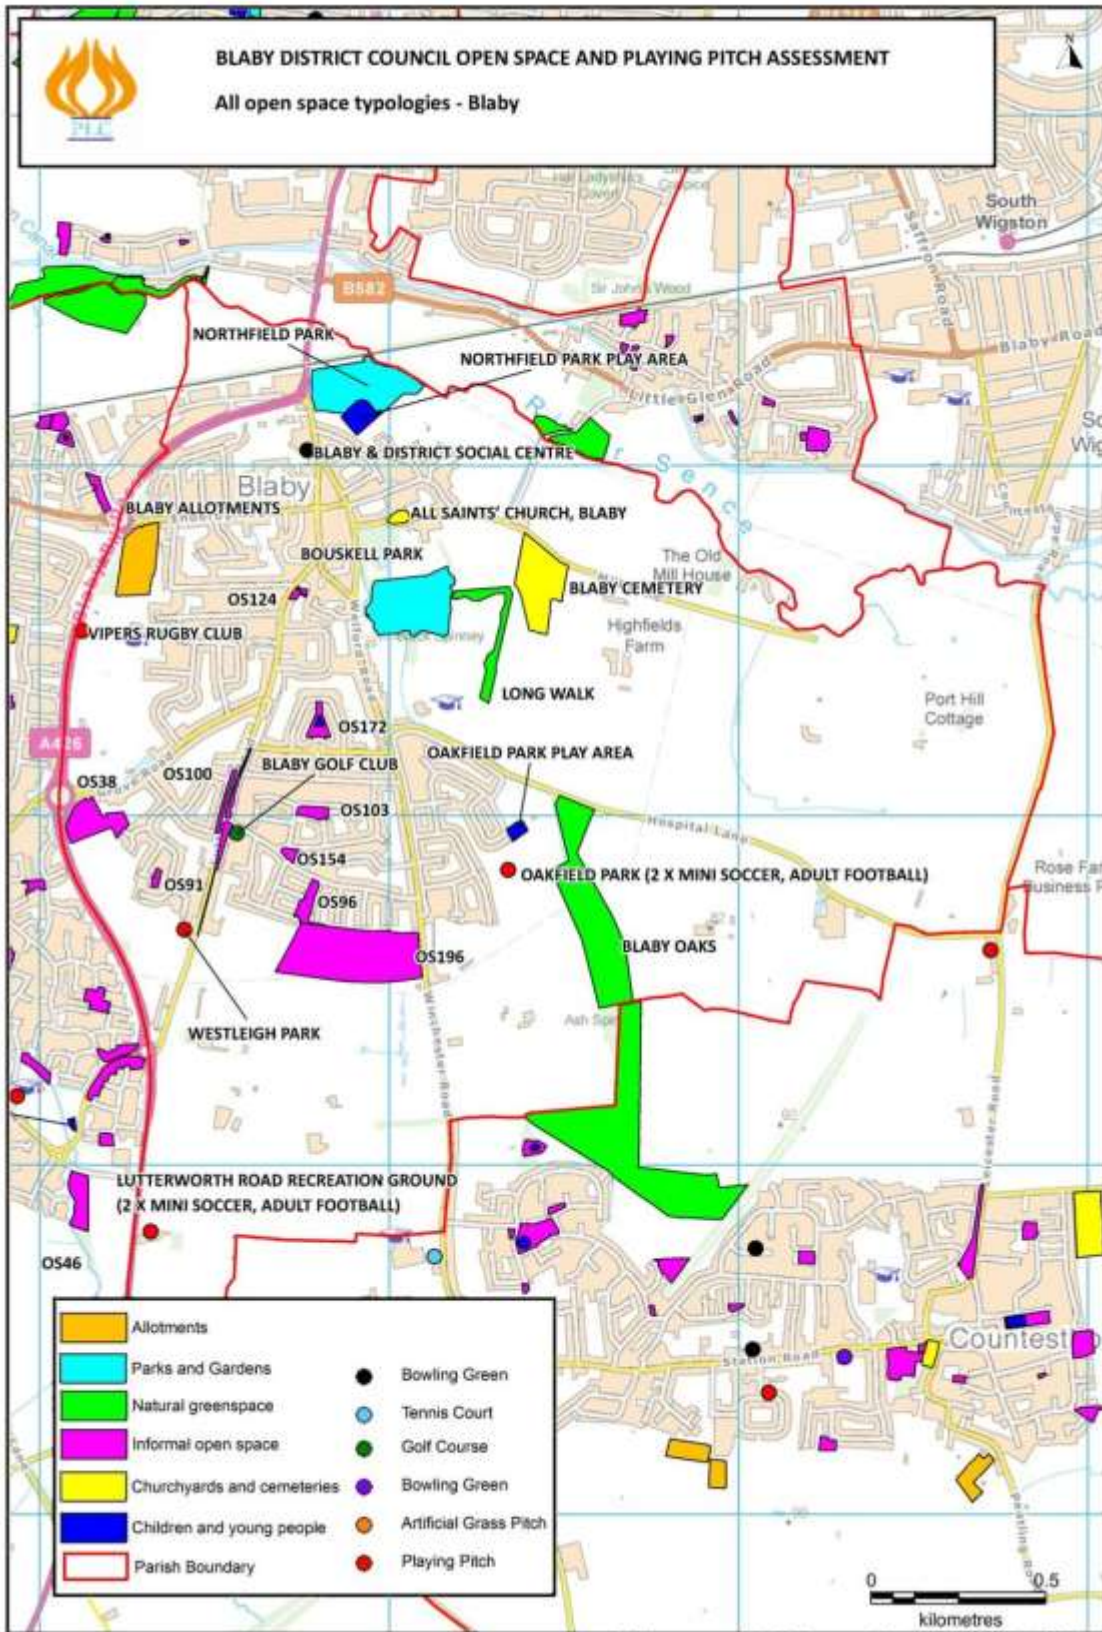 BLABY DISTRICT COUNCIL OPEN SPACE AND PLAYING PITCH ASSESSMENT
All open space typologies - Blaby
PLC
N
South
Wigston
Saffron Road
B582
Sir John's Wood
NORTHFIELD PARK
NORTHFIELD PARK PLAY AREA
Blaby Road
Little Glen Road
BLABY & DISTRICT SOCIAL CENTRE
Blaby
BLABY ALLOTMENTS
ALL SAINTS' CHURCH, BLABY
BOUSKELL PARK
The Old
Mill House
BLABY CEMETERY
OS124
VIPERS RUGBY CLUB
Highfields
Farm
Welford Road
LONG WALK
Port Hill
Cottage
OS172
A426
OAKFIELD PARK PLAY AREA
BLABY GOLF CLUB
OS100
OS38
Grove Road
OS103
Hospital Lane
OS154
OAKFIELD PARK (2 X MINI SOCCER, ADULT FOOTBALL)
OS91
OS96
BLABY OAKS
OS196
WESTLEIGH PARK
Winchester Road
LUTTERWORTH ROAD RECREATION GROUND
(2 X MINI SOCCER, ADULT FOOTBALL)
OS46
Station Road
Allotments
Parks and Gardens
Natural greenspace
Informal open space
Churchyards and cemeteries
Children and young people
Parish Boundary
Bowling Green
Tennis Court
Golf Course
Bowling Green
Artificial Grass Pitch
Playing Pitch
0 0.5
kilometres